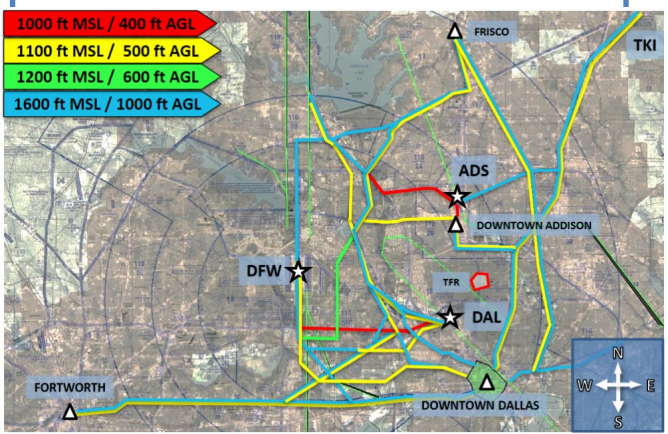 1000 ft MSL / 400 ft AGL
1100 ft MSL / 500 ft AGL
1200 ft MSL / 600 ft AGL
1600 ft MSL / 1000 ft AGL
FRISCO
TKI
ADS
DOWNTOWN ADDISON
DFW
TFR
DAL
FORTWORTH
DOWNTOWN DALLAS
N
W
E
S